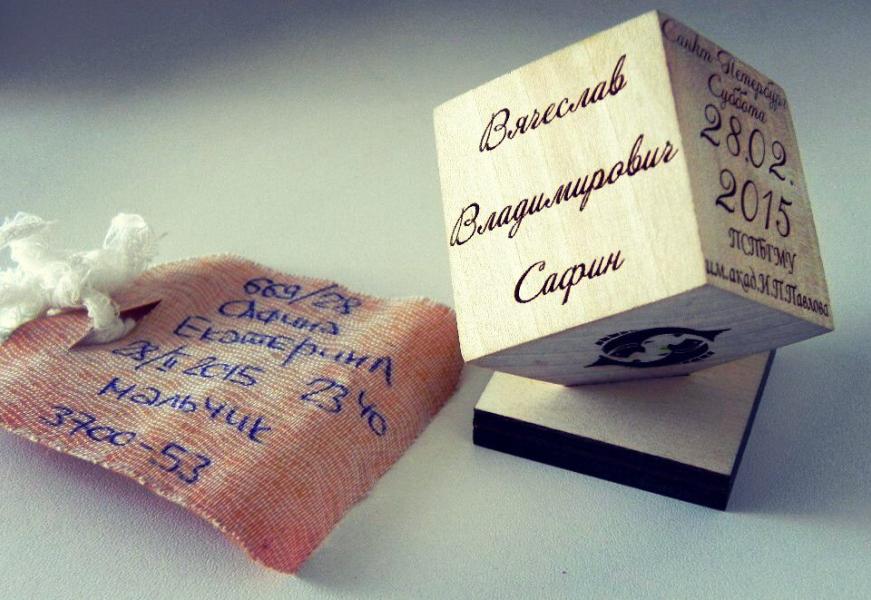 669/28
Сафина
Екатерина
28/II 2015 23 40
мальчик
3700-53
Вячеслав
Владимирович
Сафин
Санкт-Петербург
Суббота
28.02.
2015
ПСПбГМУ
им.акад.И.П.Павлова